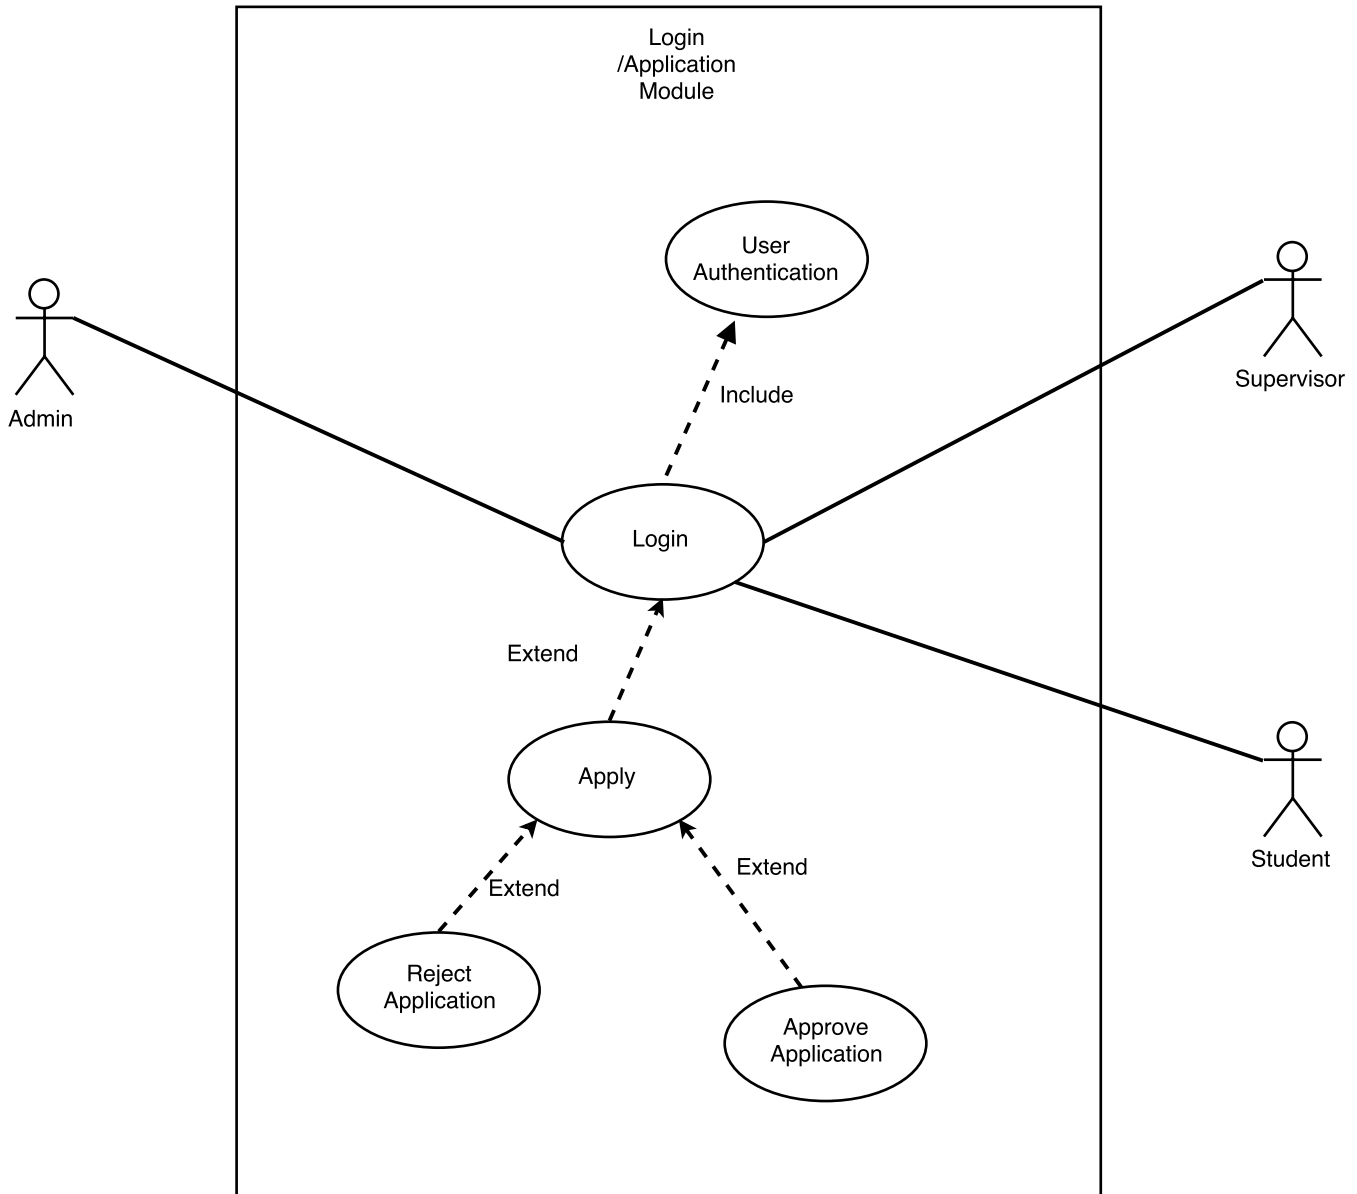 Login
/Application
Module
User
Authentication
Supervisor
Admin
Include
Login
Extend
Apply
Student
Extend
Extend
Reject
Application
Approve
Application